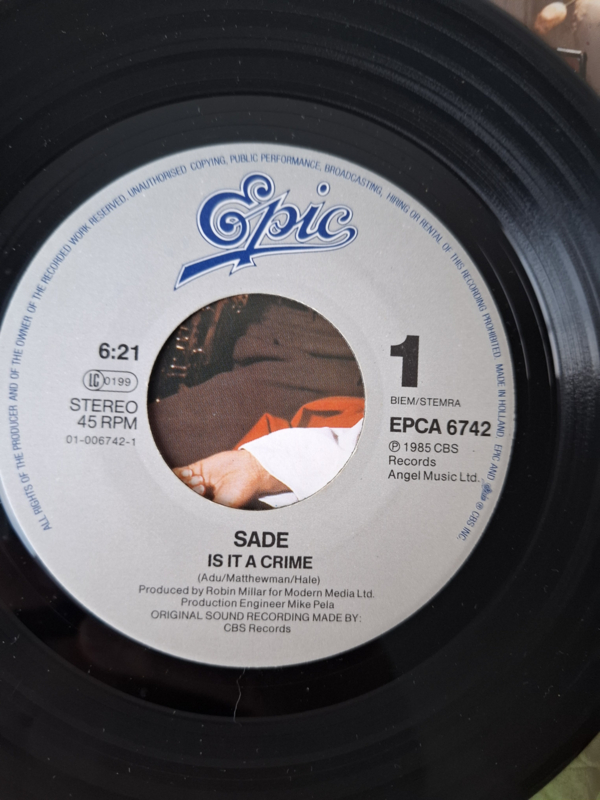 ALL RIGHTS OF THE PRODUCER AND OF THE OWNER OF THE RECORDED WORK RESERVED. UNAUTHORISED COPYING, PUBLIC PERFORMANCE, BROADCASTING, HIRING OR RENTAL OF THIS RECORDING PROHIBITED. MADE IN HOLLAND. EPIC AND Epic ® CBS INC.
Epic
6:21
LC 0199
STEREO
45 RPM
01-006742-1
1
BIEM/STEMRA
EPCA 6742
℗ 1985 CBS
Records
Angel Music Ltd.
SADE
IS IT A CRIME
(Adu/Matthewman/Hale)
Produced by Robin Millar for Modern Media Ltd.
Production Engineer Mike Pela
ORIGINAL SOUND RECORDING MADE BY:
CBS Records